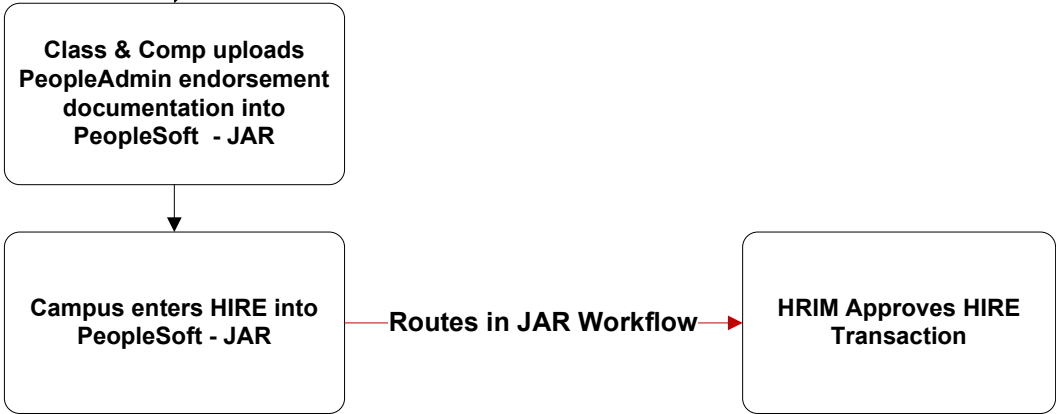 Class & Comp uploads
PeopleAdmin endorsement
documentation into
PeopleSoft - JAR
Campus enters HIRE into
PeopleSoft - JAR
Routes in JAR Workflow
HRIM Approves HIRE
Transaction